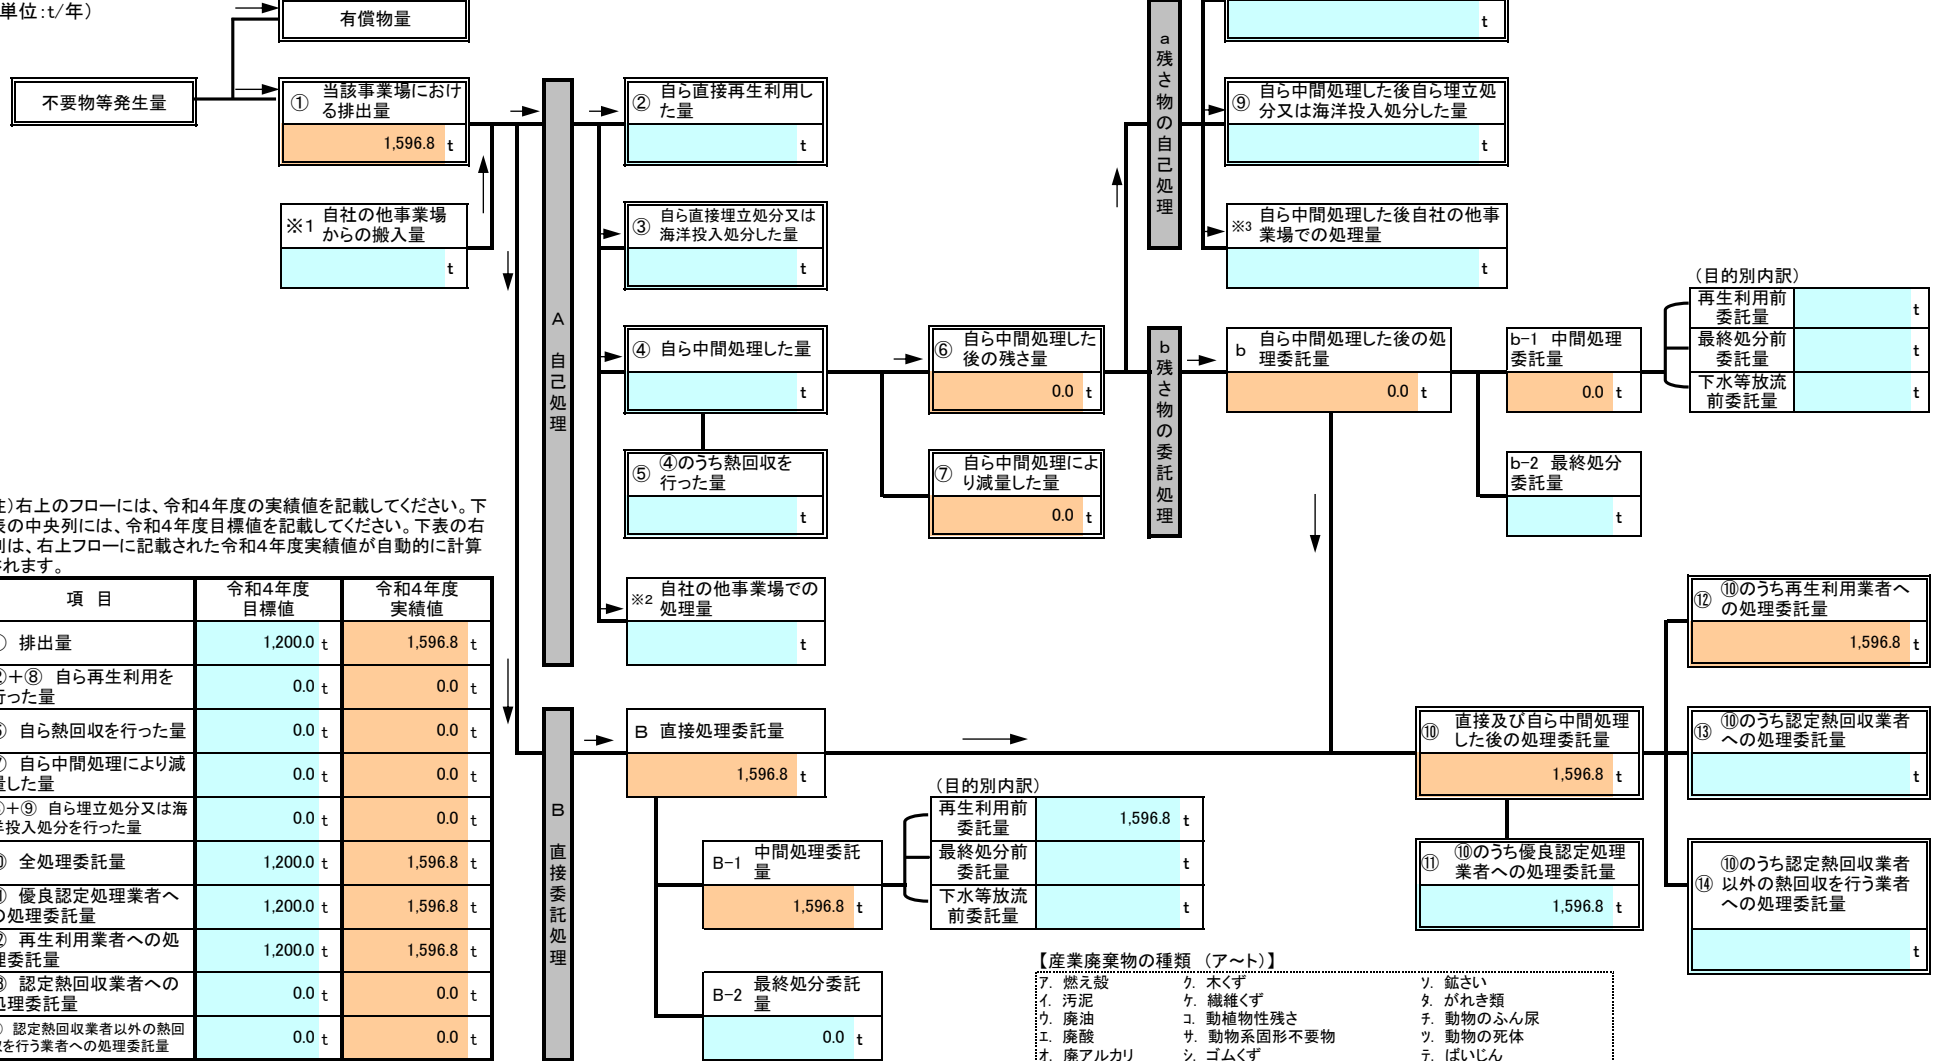 単位:t/年)
有償物量
不要物等発生量
① 当該事業場におけ
る排出量
1,596.8 t
※1 自社の他事業場
からの搬入量
t
A 自己処理
② 自ら直接再生利用し
た量
t
③ 自ら直接埋立処分又は
海洋投入処分した量
t
④ 自ら中間処理した量
t
⑤ ④のうち熱回収を
行った量
t
※2 自社の他事業場での
処理量
t
⑥ 自ら中間処理した
後の残さ量
0.0 t
⑦ 自ら中間処理によ
り減量した量
0.0 t
a 残さ物の自己処理
t
⑨ 自ら中間処理した後自ら埋立処
分又は海洋投入処分した量
t
※3 自ら中間処理した後自社の他事
業場での処理量
t
b 残さ物の委託処理
b 自ら中間処理した後の処
理委託量
0.0 t
b-1 中間処理
委託量
0.0 t
(目的別内訳)
再生利用前
委託量
t
最終処分前
委託量
t
下水等放流
前委託量
t
b-2 最終処分
委託量
t
)右上のフローには、令和4年度の実績値を記載してください。下
の中央列には、令和4年度目標値を記載してください。下表の右
は、右上フローに記載された令和4年度実績値が自動的に計算
れます。
項 目 令和4年度
目標値 令和4年度
実績値
排出量 1,200.0 t 1,596.8 t
+⑧ 自ら再生利用を
った量 0.0 t 0.0 t
自ら熱回収を行った量 0.0 t 0.0 t
自ら中間処理により減
した量 0.0 t 0.0 t
+⑨ 自ら埋立処分又は海
投入処分を行った量 0.0 t 0.0 t
全処理委託量 1,200.0 t 1,596.8 t
優良認定処理業者へ
の処理委託量 1,200.0 t 1,596.8 t
再生利用業者への処
理委託量 1,200.0 t 1,596.8 t
認定熱回収業者への
処理委託量 0.0 t 0.0 t
認定熱回収業者以外の熱回
収を行う業者への処理委託量 0.0 t 0.0 t
B 直接委託処理
B 直接処理委託量
1,596.8 t
B-1 中間処理委託
量
1,596.8 t
(目的別内訳)
再生利用前
委託量
1,596.8 t
最終処分前
委託量
t
下水等放流
前委託量
t
B-2 最終処分委託
量
0.0 t
⑩ 直接及び自ら中間処理
した後の処理委託量
1,596.8 t
⑪ ⑩のうち優良認定処理
業者への処理委託量
1,596.8 t
⑫ ⑩のうち再生利用業者へ
の処理委託量
1,596.8 t
⑬ ⑩のうち認定熱回収業者
への処理委託量
t
⑭ ⑩のうち認定熱回収業者
以外の熱回収を行う業者
への処理委託量
t
【産業廃棄物の種類 (ア~ト)】
ア. 燃え殻 ク. 木くず ソ. 鉱さい
イ. 汚泥 ケ. 繊維くず タ. がれき類
ウ. 廃油 コ. 動植物性残さ チ. 動物のふん尿
エ. 廃酸 サ. 動物系固形不要物 ツ. 動物の死体
オ. 廃アルカリ シ. ゴムくず テ. ばいじん